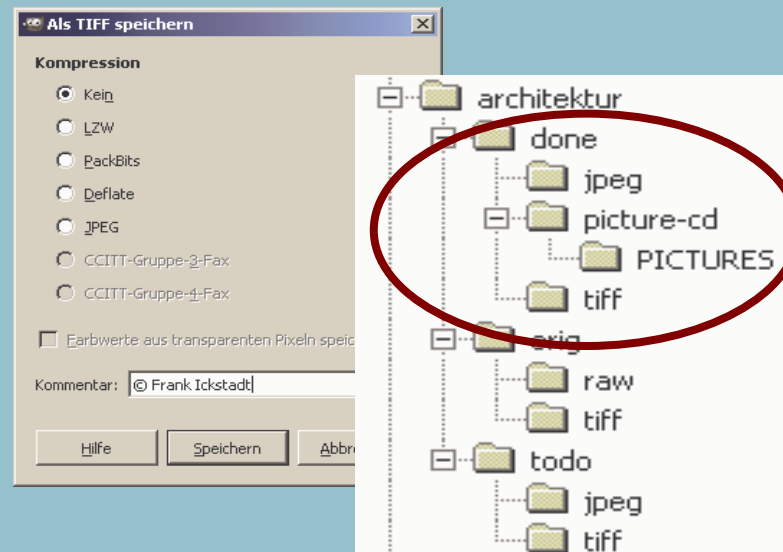 Als TIFF speichern
Kompression
Kein
LZW
PackBits
Deflate
JPEG
CCITT-Gruppe-3-Fax
CCITT-Gruppe-4-Fax
Farbwerte aus transparenten Pixeln speic
Kommentar: © Frank Ickstadt
Hilfe Speichern Abbr
architektur
done
jpeg
picture-cd
PICTURES
tiff
orig
raw
tiff
todo
jpeg
tiff